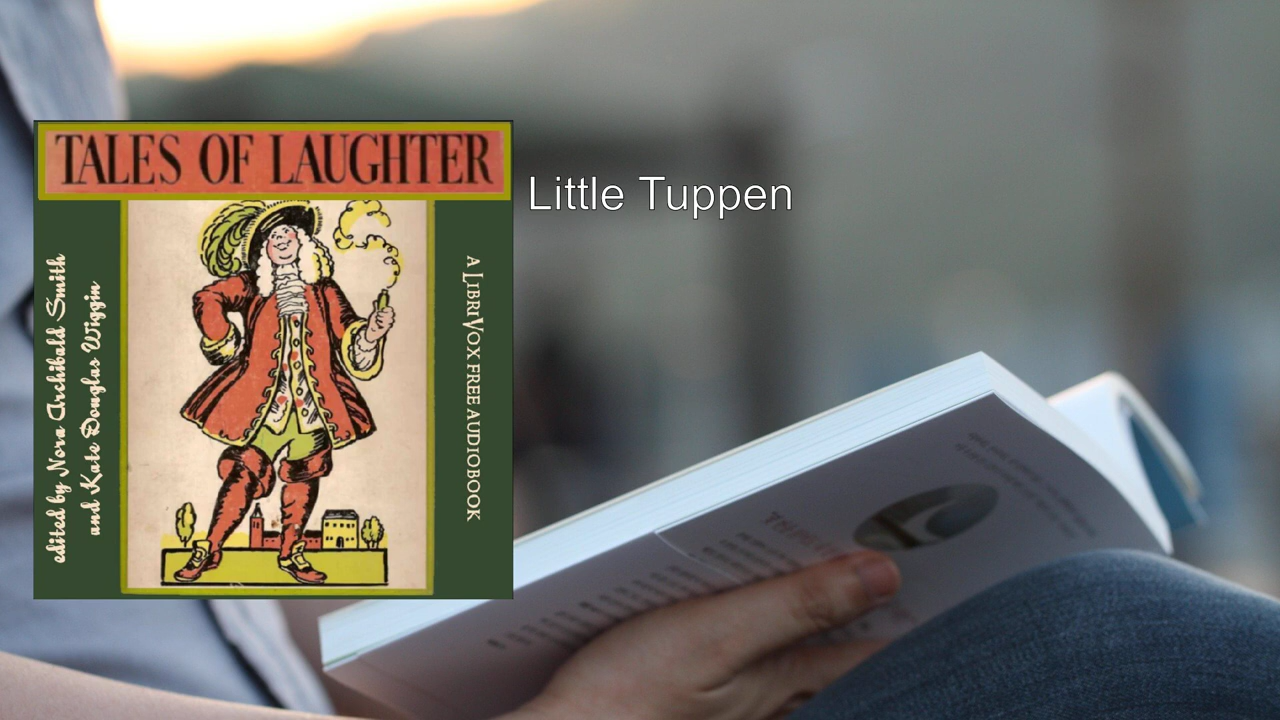 TALES OF LAUGHTER
edited by Nora Archibald Smith
and Kate Douglas Wiggin
A LIBRIVOX FREE AUDIOBOOK
Little Tuppen